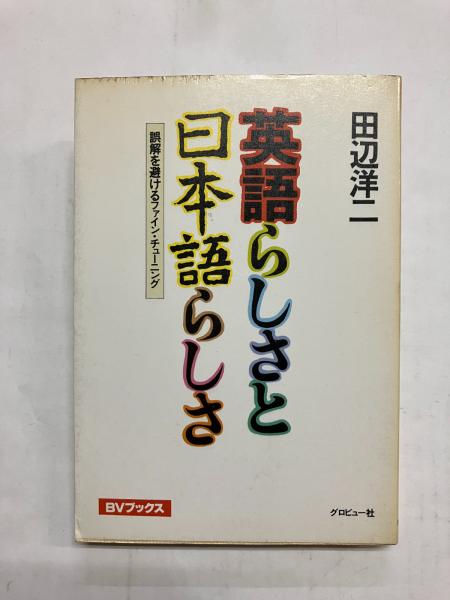 田辺洋二
英語らしさと
日本語らしさ
誤解を避けるファイン・チューニング
BVブックス
グロビュー社